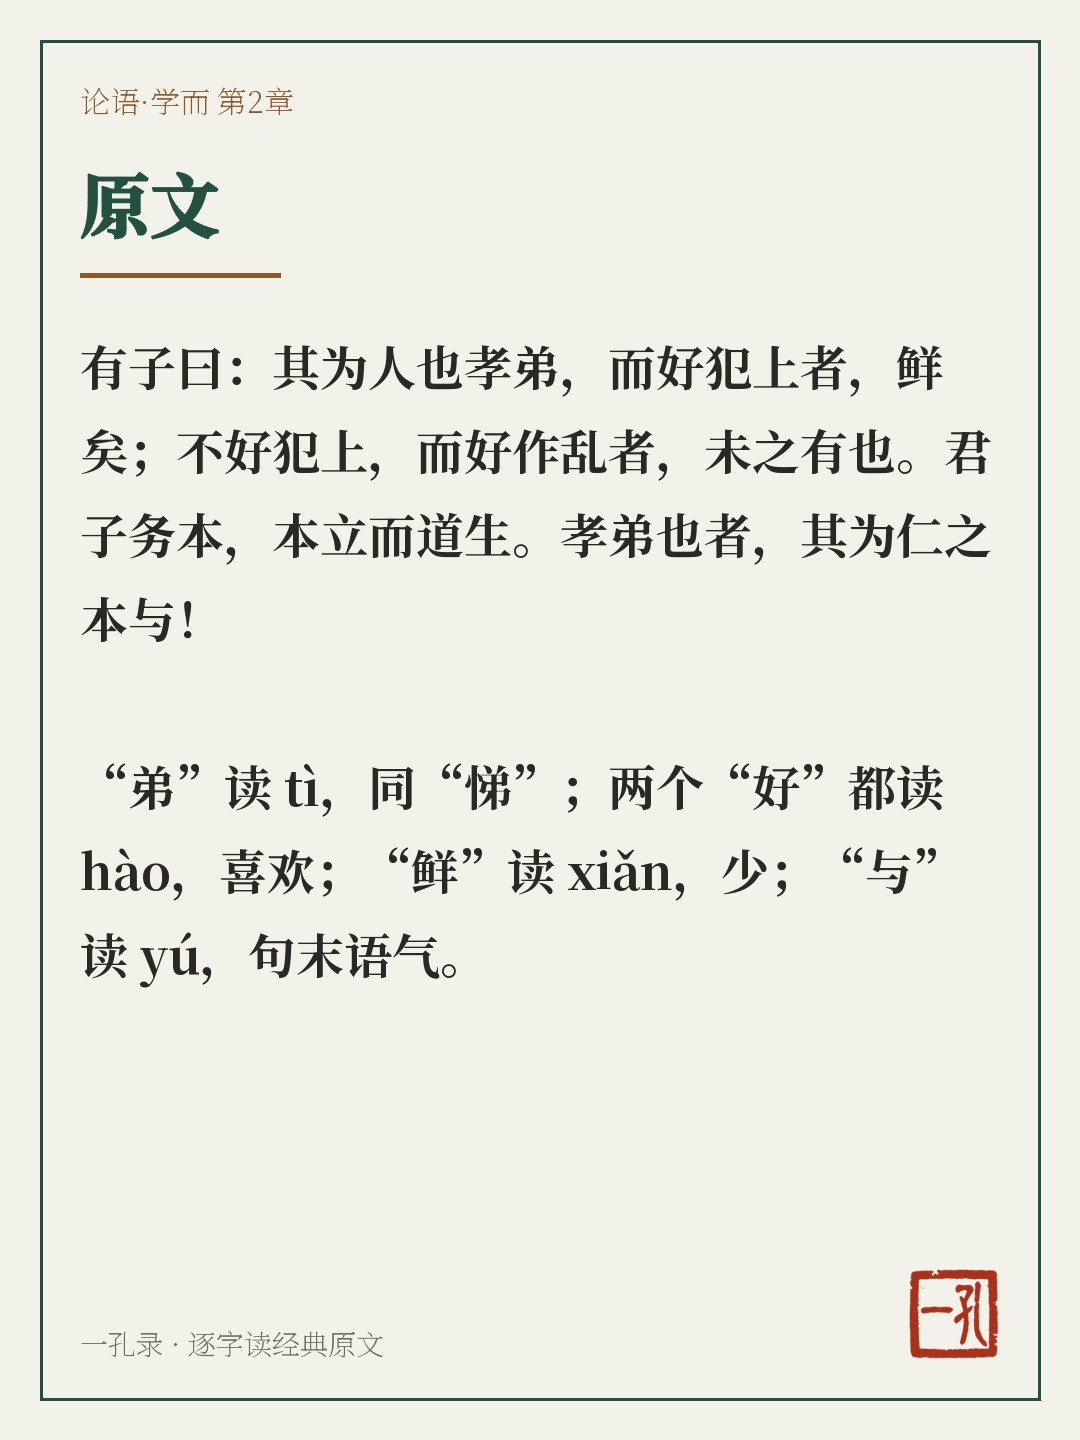 论语·学而 第2章
原文
有子曰：其为人也孝弟，而好犯上者，鲜
矣；不好犯上，而好作乱者，未之有也。君
子务本，本立而道生。孝弟也者，其为仁之
本与！
“弟”读 tì，同“悌”；两个“好”都读
hào，喜欢；“鲜”读 xiǎn，少；“与”
读 yú，句末语气。
一孔录 · 逐字读经典原文
一孔